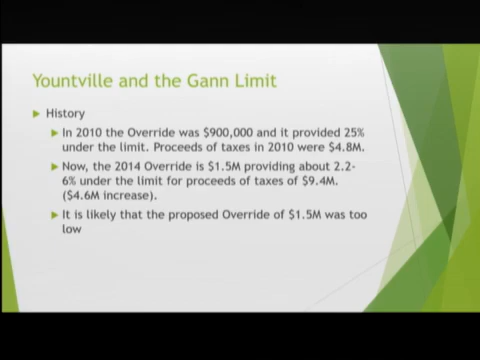 Yountville and the Gann Limit
History
In 2010 the Override was $900,000 and it provided 25%
under the limit. Proceeds of taxes in 2010 were $4.8M.
Now, the 2014 Override is $1.5M providing about 2.2-
6% under the limit for proceeds of taxes of $9.4M.
($4.6M increase).
It is likely that the proposed Override of $1.5M was too
low